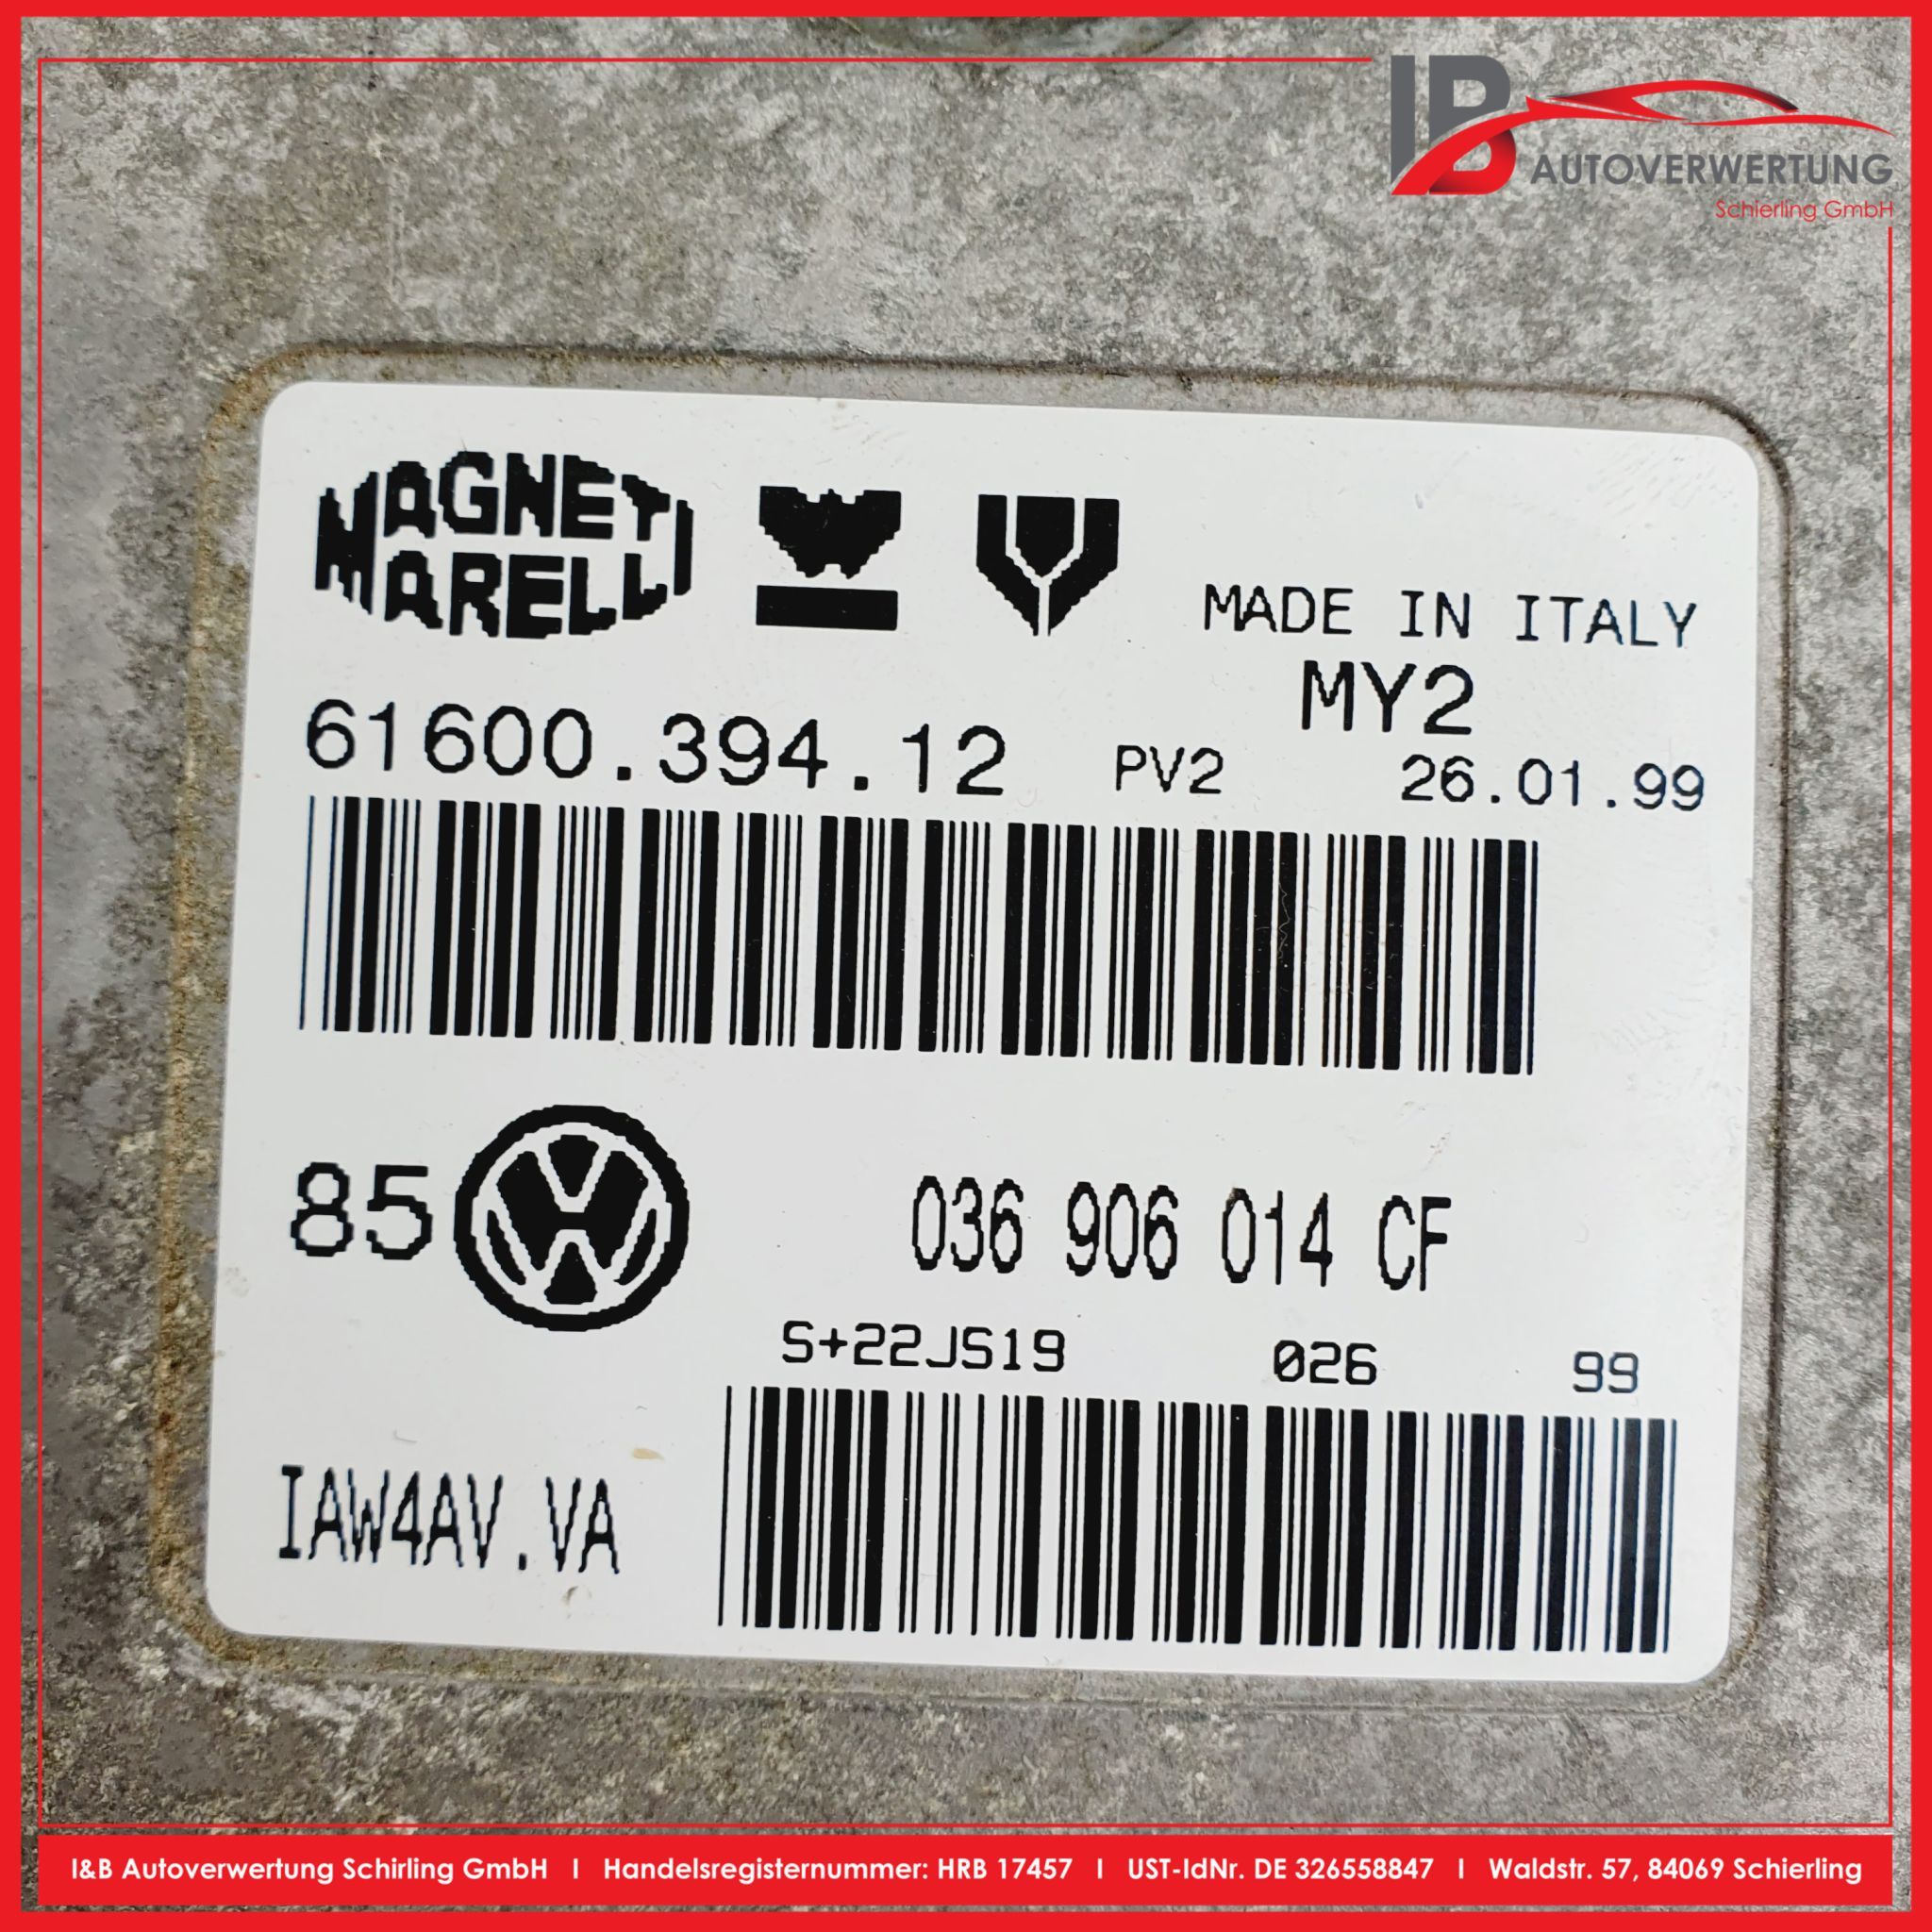 IB
AUTOVERWERTUNG
Schierling GmbH
MAGNETI
MARELLI
MADE IN ITALY
MY2
61600.394.12 PV2 26.01.99
85 VW 036 906 014 CF
S+22JS19 026 99
IAW4AV.VA
I&B Autoverwertung Schirling GmbH I Handelsregisternummer: HRB 17457 I UST-IdNr. DE 326558847 I Waldstr. 57, 84069 Schierling